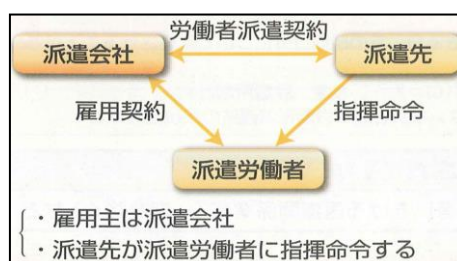 労働者派遣契約
派遣会社
派遣先
雇用契約
指揮命令
派遣労働者
・雇用主は派遣会社
・派遣先が派遣労働者に指揮命令する